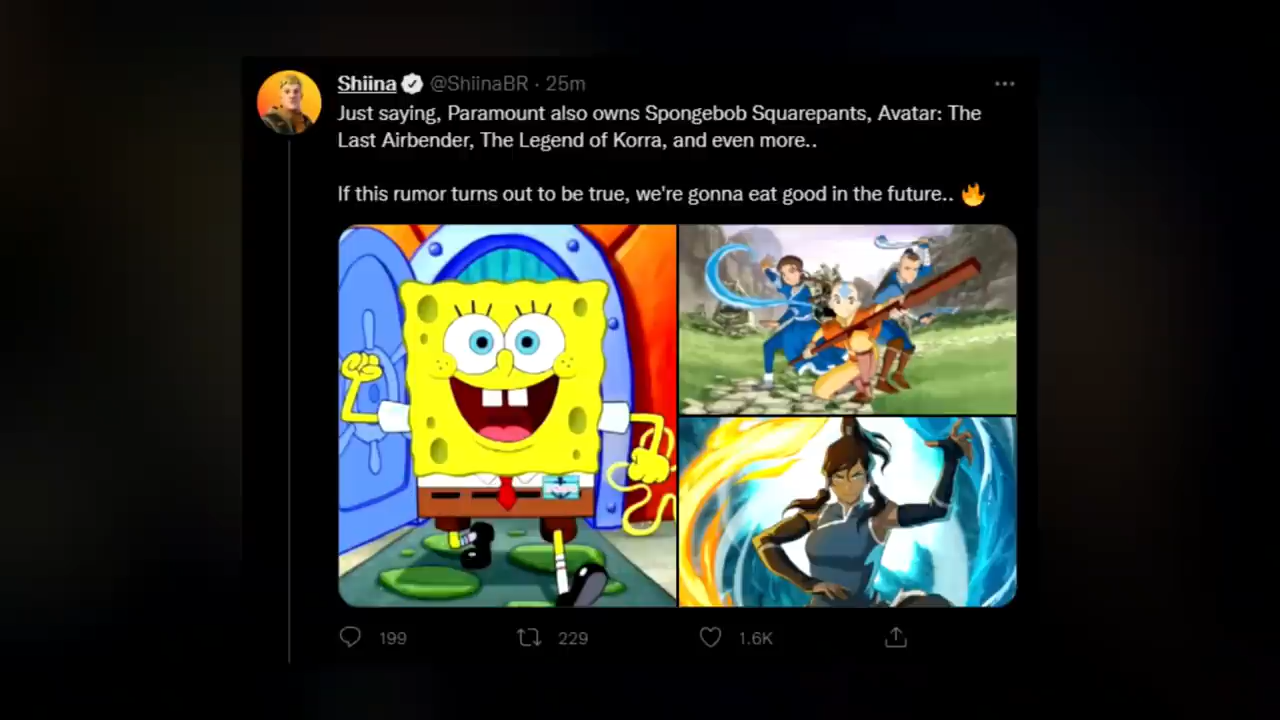 Shiina @ShiinaBR · 25m
Just saying, Paramount also owns Spongebob Squarepants, Avatar: The
Last Airbender, The Legend of Korra, and even more..
If this rumor turns out to be true, we're gonna eat good in the future.. 🔥
199 229 1.6K